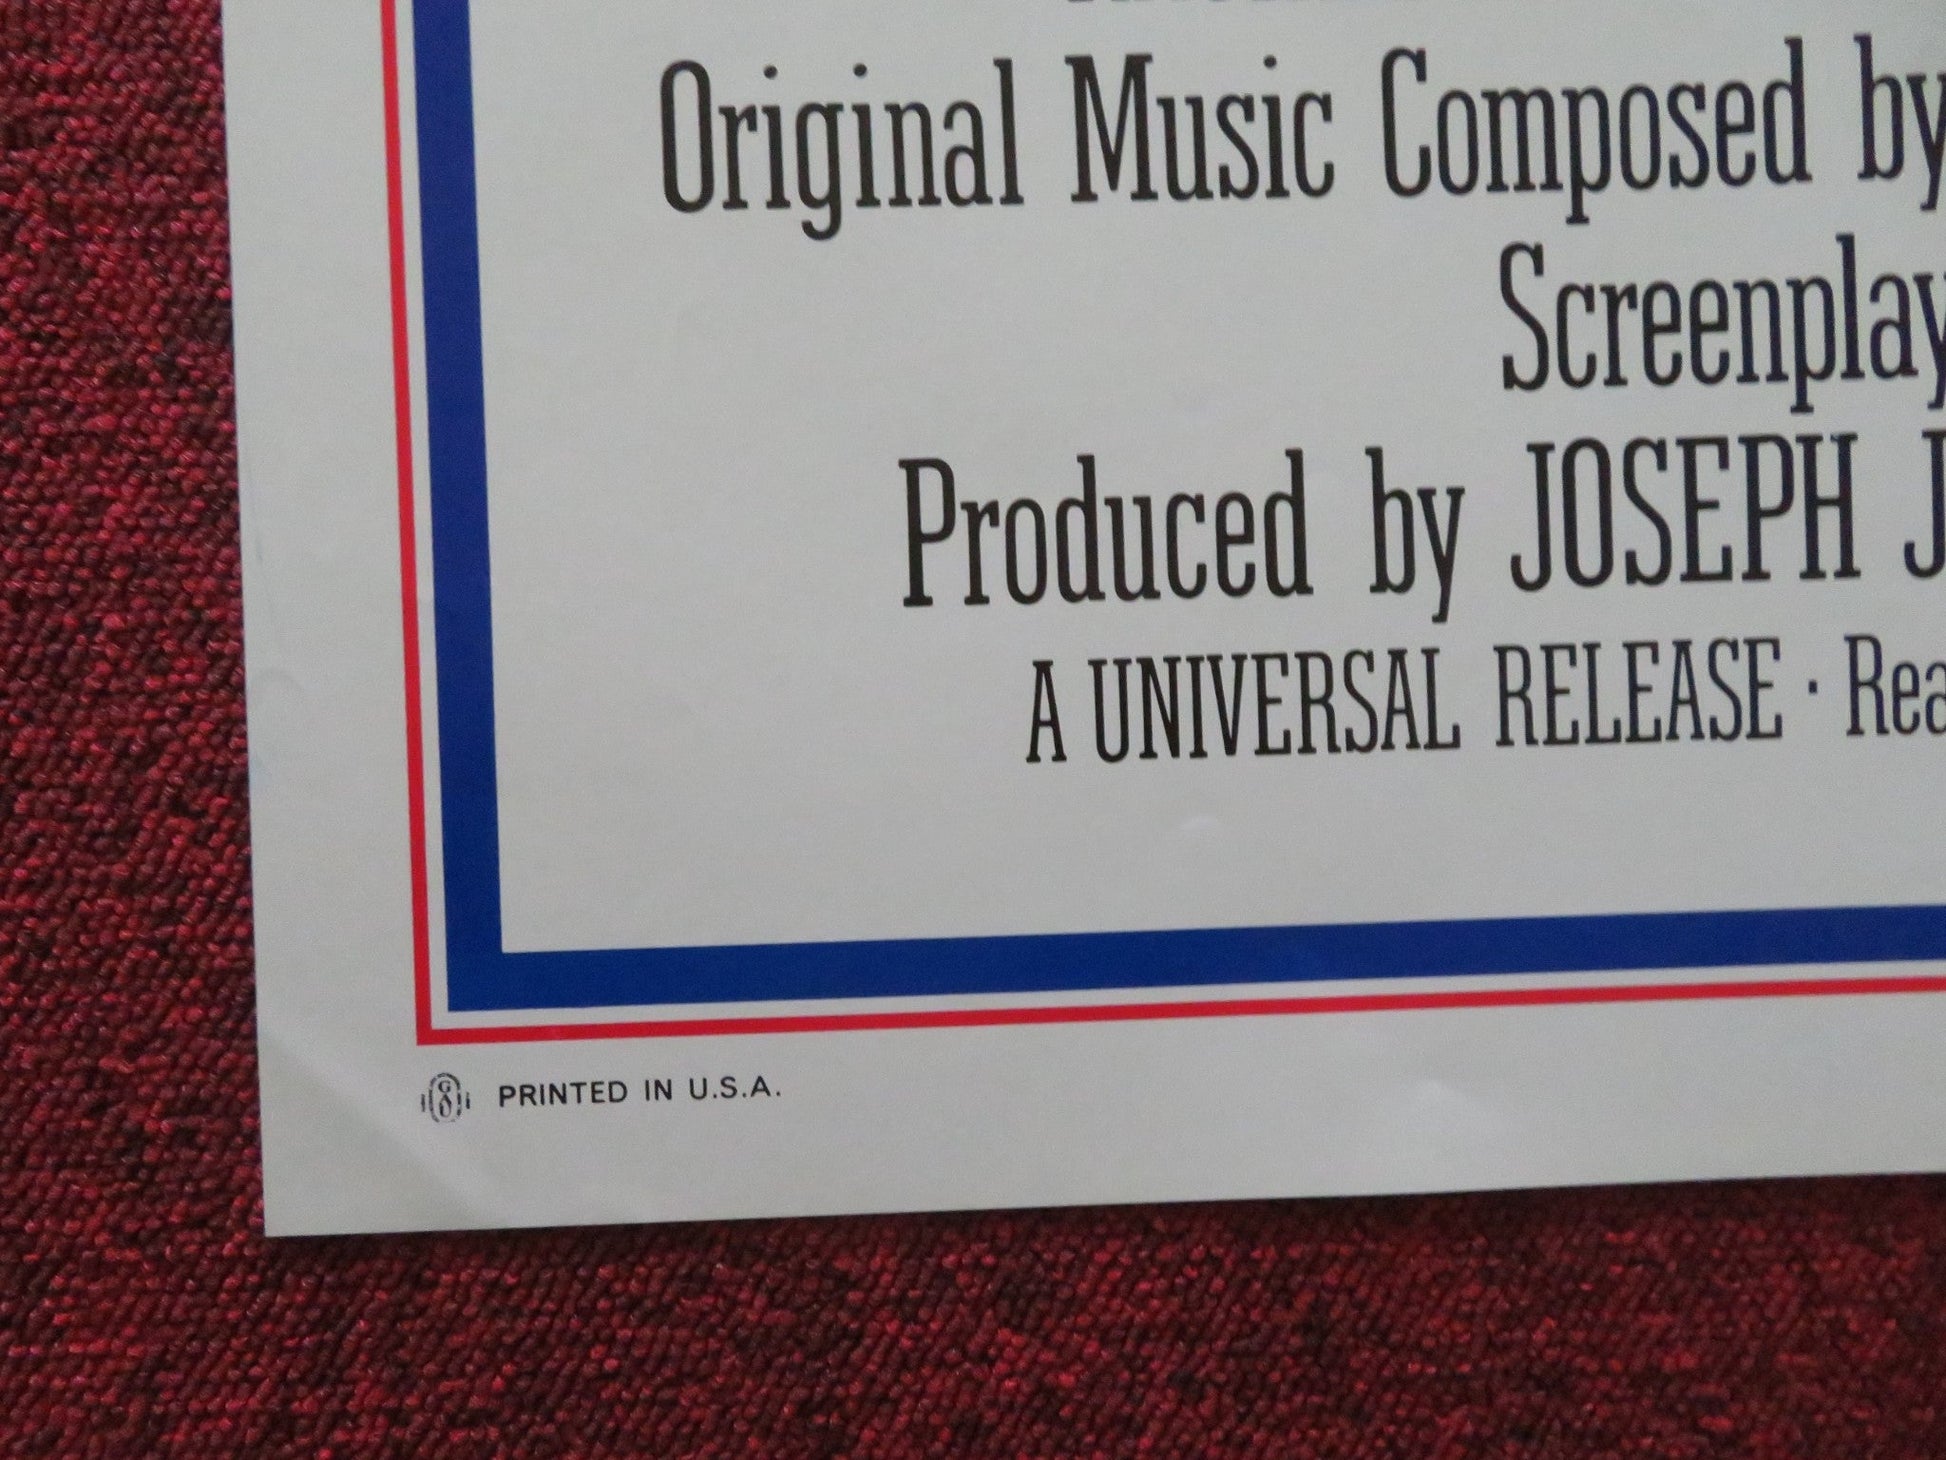 Original Music Composed by
Screenplay
Produced by JOSEPH J
A UNIVERSAL RELEASE · Rea
PRINTED IN U.S.A.